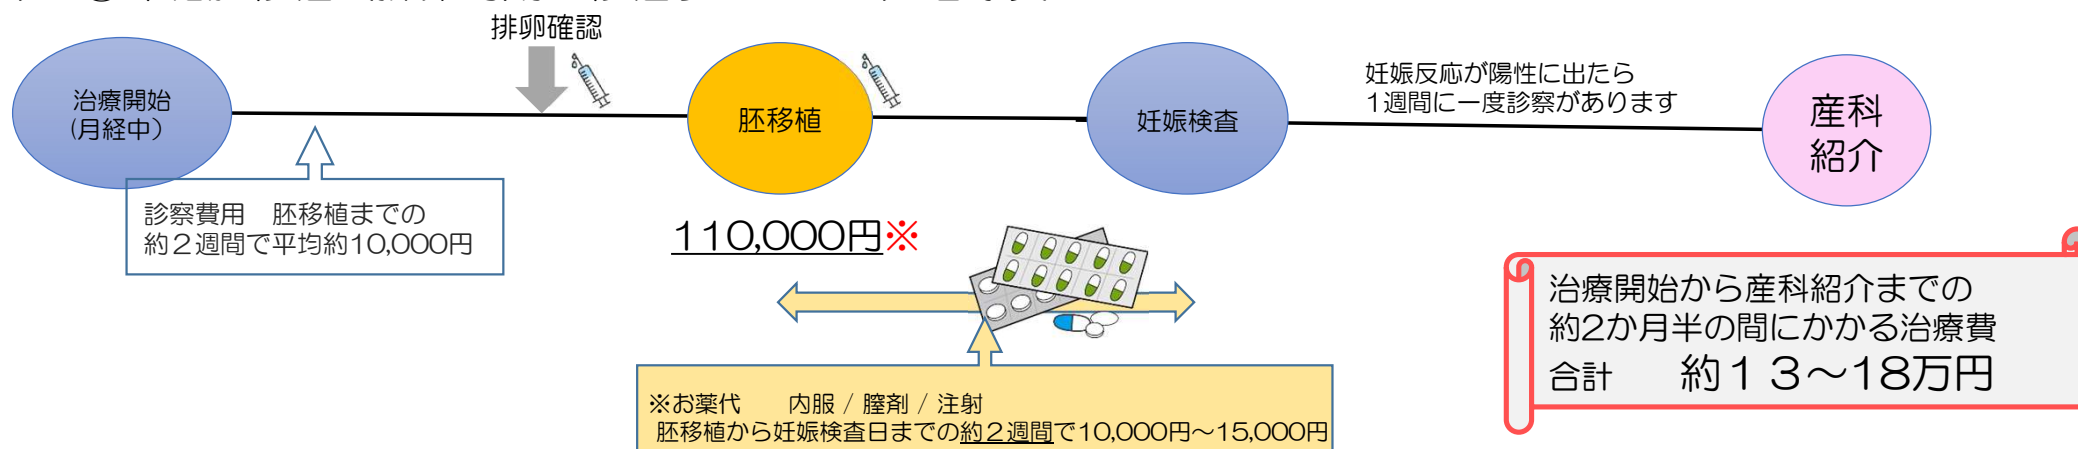 排卵確認
治療開始
(月経中)
胚移植
妊娠検査
妊娠反応が陽性に出たら
1週間に一度診察があります
産科
紹介
診察費用　胚移植までの
約2週間で平均約10,000円
110,000円※
※お薬代　　内服 / 膣剤 / 注射
胚移植から妊娠検査日までの約2週間で10,000円～15,000円
治療開始から産科紹介までの
約2か月半の間にかかる治療費
合計　　約13～18万円